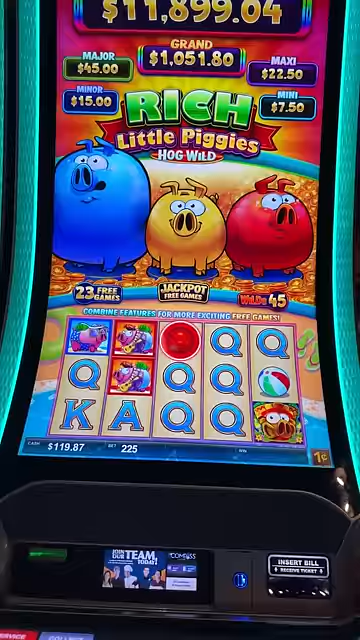 $11,899.04
GRAND
$1,051.80
MAJOR
$45.00
MAXI
$22.50
MINOR
$15.00
MINI
$7.50
RICH
Little Piggies
HOG WILD
23 FREE GAMES
JACKPOT FREE GAMES
WILDS 45
COMBINE FEATURES FOR MORE EXCITING FREE GAMES!
Q Q
Q Q Q
K A Q Q
CASH $119.87 BET 225 WIN 1¢
JOIN OUR TEAM TODAY!
COMPASS
INSERT BILL
RECEIVE TICKET
SERVICE